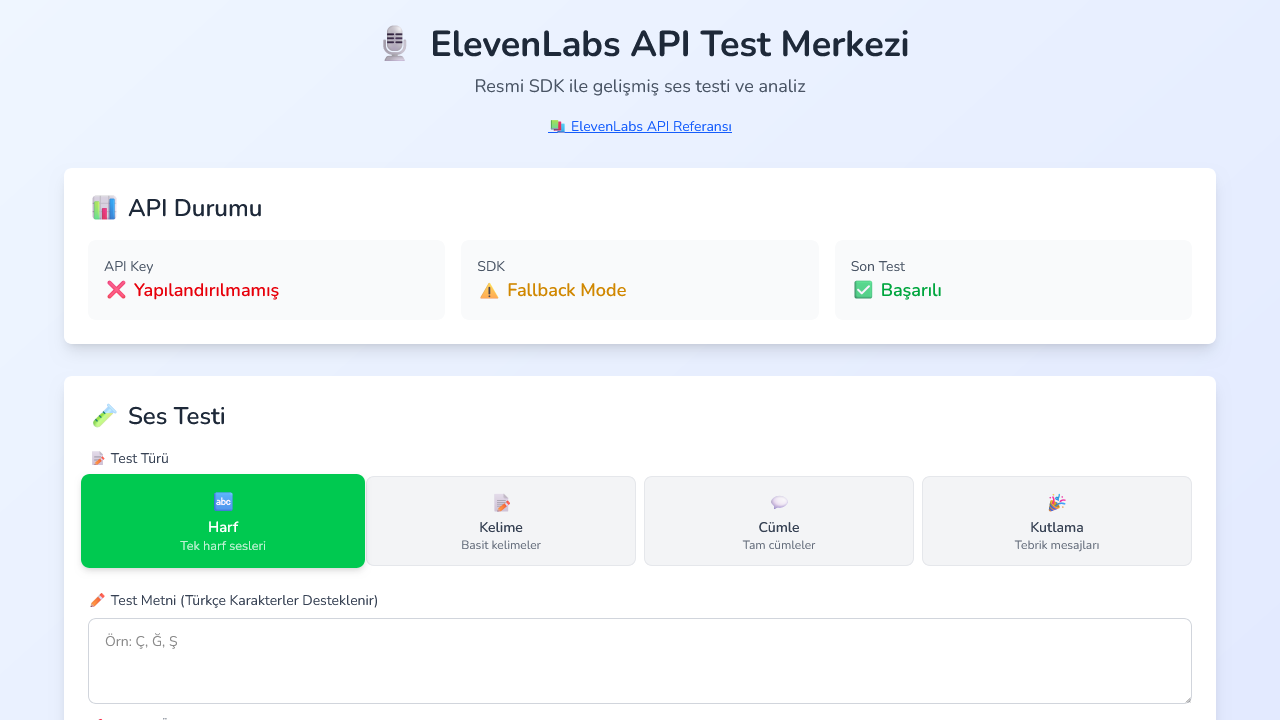 ElevenLabs API Test Merkezi
Resmi SDK ile gelişmiş ses testi ve analiz
ElevenLabs API Referansı
API Durumu
API Key
Yapılandırılmamış
SDK
Fallback Mode
Son Test
Başarılı
Ses Testi
Test Türü
Harf
Tek harf sesleri
Kelime
Basit kelimeler
Cümle
Tam cümleler
Kutlama
Tebrik mesajları
Test Metni (Türkçe Karakterler Desteklenir)
Örn: Ç, Ğ, Ş